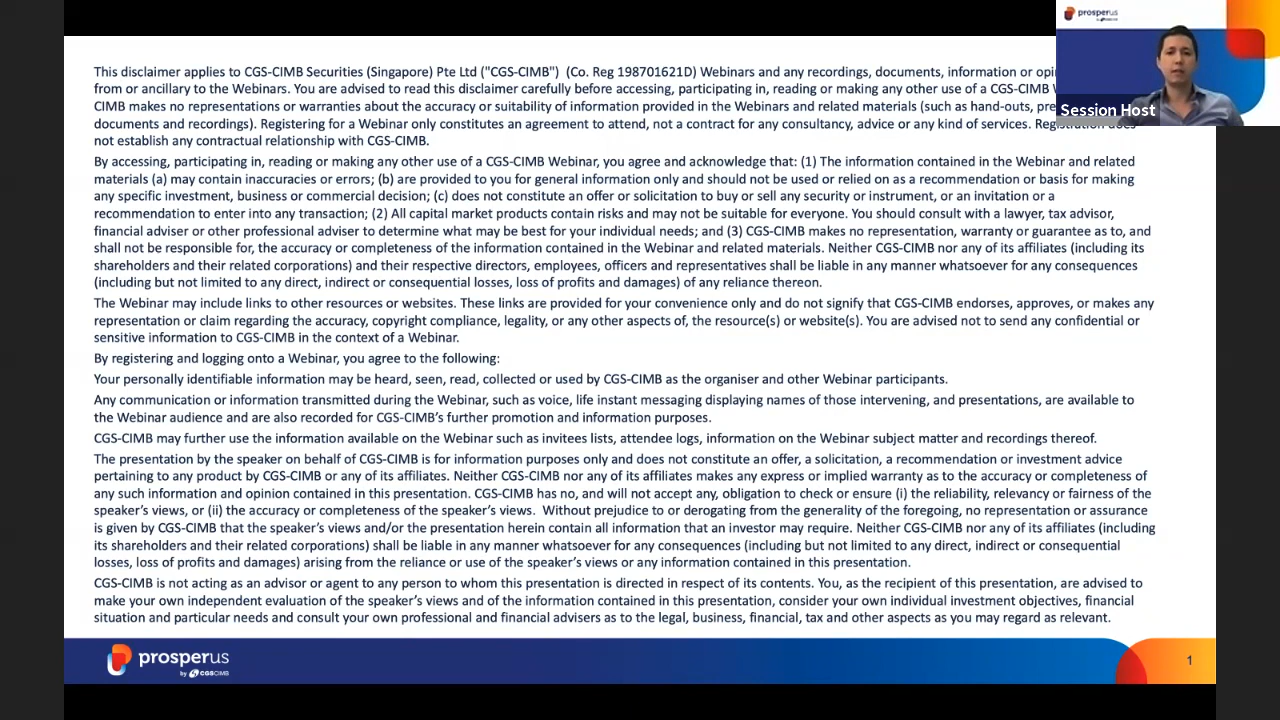 prosperus
by CGSCIMB
Session Host
This disclaimer applies to CGS-CIMB Securities (Singapore) Pte Ltd ("CGS-CIMB") (Co. Reg 198701621D) Webinars and any recordings, documents, information or
from or ancillary to the Webinars. You are advised to read this disclaimer carefully before accessing, participating in, reading or making any other use of a CGS-CIMB
CIMB makes no representations or warranties about the accuracy or suitability of information provided in the Webinars and related materials (such as hand-outs,
documents and recordings). Registering for a Webinar only constitutes an agreement to attend, not a contract for any consultancy, advice or any kind of services. Registration does
not establish any contractual relationship with CGS-CIMB.
By accessing, participating in, reading or making any other use of a CGS-CIMB Webinar, you agree and acknowledge that: (1) The information contained in the Webinar and related
materials (a) may contain inaccuracies or errors; (b) are provided to you for general information only and should not be used or relied on as a recommendation or basis for making
any specific investment, business or commercial decision; (c) does not constitute an offer or solicitation to buy or sell any security or instrument, or an invitation or a
recommendation to enter into any transaction; (2) All capital market products contain risks and may not be suitable for everyone. You should consult with a lawyer, tax advisor,
financial adviser or other professional adviser to determine what may be best for your individual needs; and (3) CGS-CIMB makes no representation, warranty or guarantee as to, and
shall not be responsible for, the accuracy or completeness of the information contained in the Webinar and related materials. Neither CGS-CIMB nor any of its affiliates (including its
shareholders and their related corporations) and their respective directors, employees, officers and representatives shall be liable in any manner whatsoever for any consequences
(including but not limited to any direct, indirect or consequential losses, loss of profits and damages) of any reliance thereon.
The Webinar may include links to other resources or websites. These links are provided for your convenience only and do not signify that CGS-CIMB endorses, approves, or makes any
representation or claim regarding the accuracy, copyright compliance, legality, or any other aspects of, the resource(s) or website(s). You are advised not to send any confidential or
sensitive information to CGS-CIMB in the context of a Webinar.
By registering and logging onto a Webinar, you agree to the following:
Your personally identifiable information may be heard, seen, read, collected or used by CGS-CIMB as the organiser and other Webinar participants.
Any communication or information transmitted during the Webinar, such as voice, life instant messaging displaying names of those intervening, and presentations, are available to
the Webinar audience and are also recorded for CGS-CIMB's further promotion and information purposes.
CGS-CIMB may further use the information available on the Webinar such as invitees lists, attendee logs, information on the Webinar subject matter and recordings thereof.
The presentation by the speaker on behalf of CGS-CIMB is for information purposes only and does not constitute an offer, a solicitation, a recommendation or investment advice
pertaining to any product by CGS-CIMB or any of its affiliates. Neither CGS-CIMB nor any of its affiliates makes any express or implied warranty as to the accuracy or completeness of
any such information and opinion contained in this presentation. CGS-CIMB has no, and will not accept any, obligation to check or ensure (i) the reliability, relevancy or fairness of the
speaker's views, or (ii) the accuracy or completeness of the speaker's views. Without prejudice to or derogating from the generality of the foregoing, no representation or assurance
is given by CGS-CIMB that the speaker's views and/or the presentation herein contain all information that an investor may require. Neither CGS-CIMB nor any of its affiliates (including
its shareholders and their related corporations) shall be liable in any manner whatsoever for any consequences (including but not limited to any direct, indirect or consequential
losses, loss of profits and damages) arising from the reliance or use of the speaker's views or any information contained in this presentation.
CGS-CIMB is not acting as an advisor or agent to any person to whom this presentation is directed in respect of its contents. You, as the recipient of this presentation, are advised to
make your own independent evaluation of the speaker's views and of the information contained in this presentation, consider your own individual investment objectives, financial
situation and particular needs and consult your own professional and financial advisers as to the legal, business, financial, tax and other aspects as you may regard as relevant.
prosperus
by CGSCIMB
1